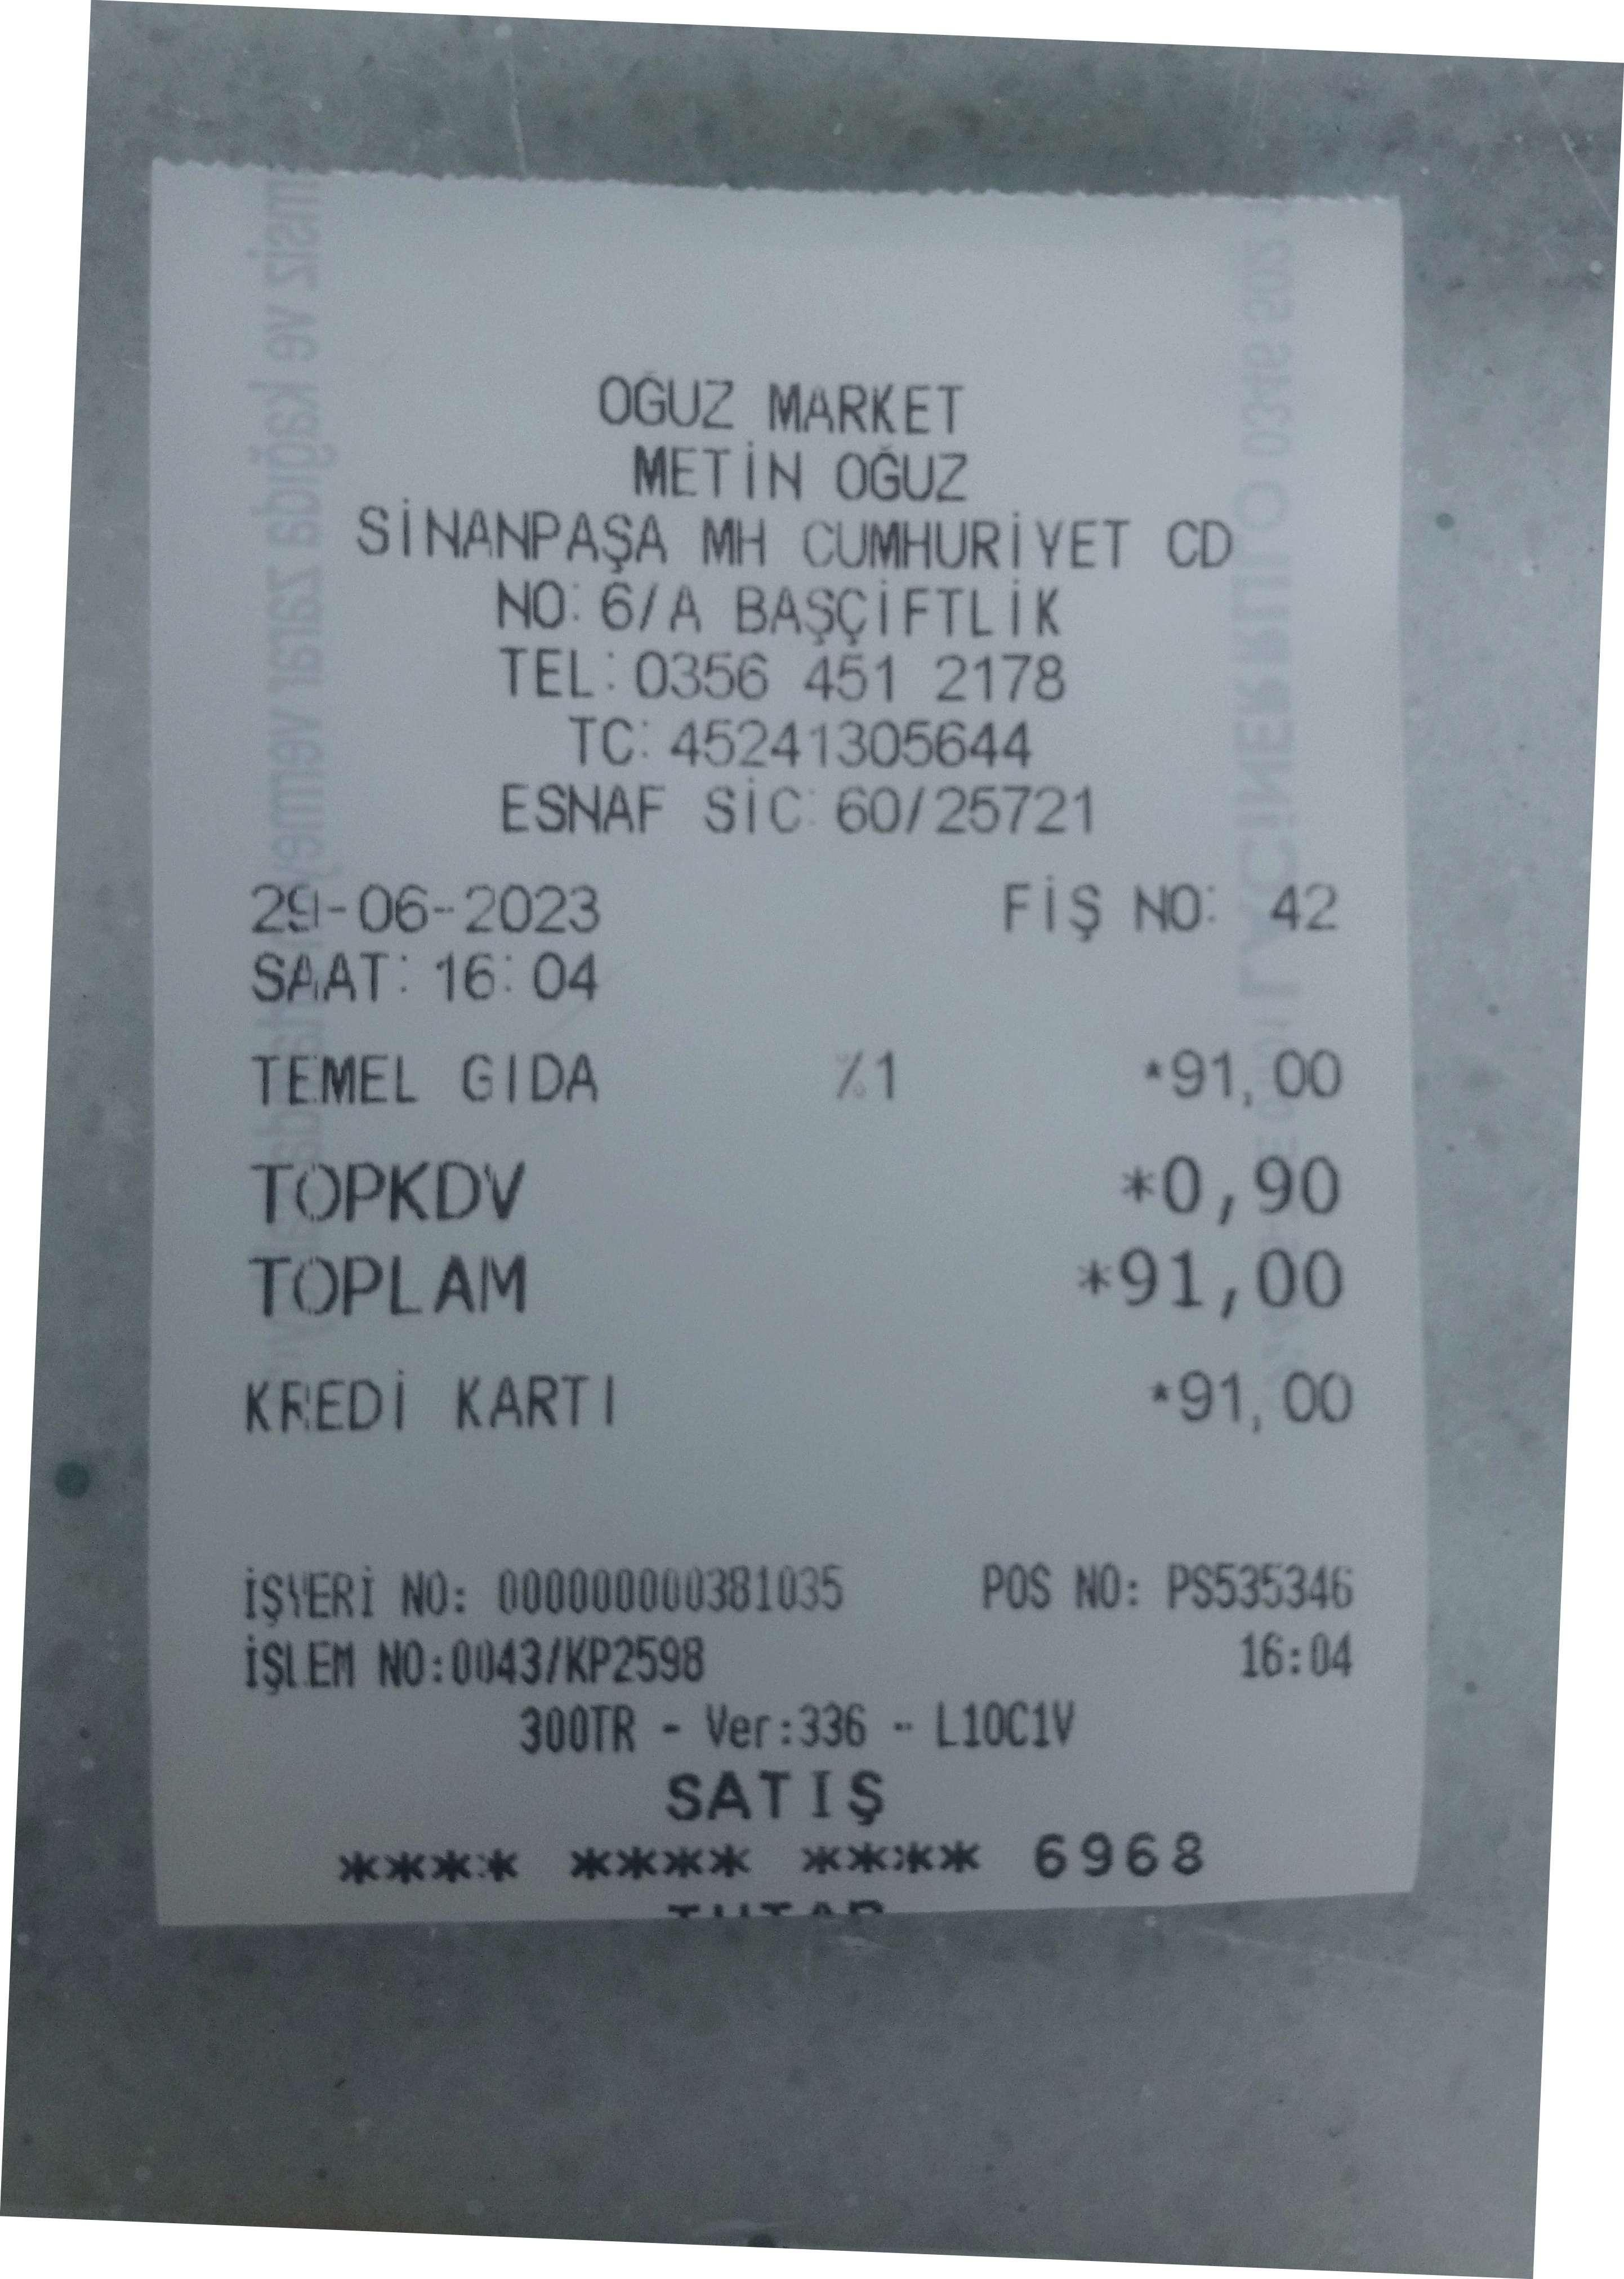 OĞUZ MARKET
METİN OĞUZ
SİNANPAŞA MH CUMHURİYET CD
NO: 6/A BAŞÇİFTLİK
TEL: 0356 451 2178
TC: 45241305644
ESNAF SİC: 60/25721
29-06-2023 FİŞ NO: 42
SAAT: 16:04
TEMEL GIDA %1 *91,00
TOPKDV *0,90
TOPLAM *91,00
KREDİ KARTI *91,00
İŞYERİ NO: 000000000381035 POS NO: PS535346
İŞLEM NO:0043/KP2598 16:04
300TR - Ver:336 - L10C1V
SATIŞ
**** **** **** 6968